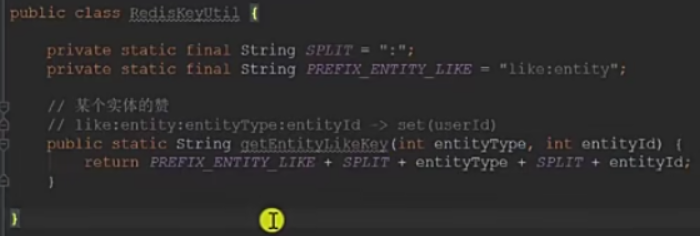 public class RedisKeyUtil {
private static final String SPLIT = ":";
private static final String PREFIX_ENTITY_LIKE = "like:entity";
// 某个实体的赞
// like:entity:entityType:entityId -> set(userId)
public static String getEntityLikeKey(int entityType, int entityId) {
return PREFIX_ENTITY_LIKE + SPLIT + entityType + SPLIT + entityId;
}
}